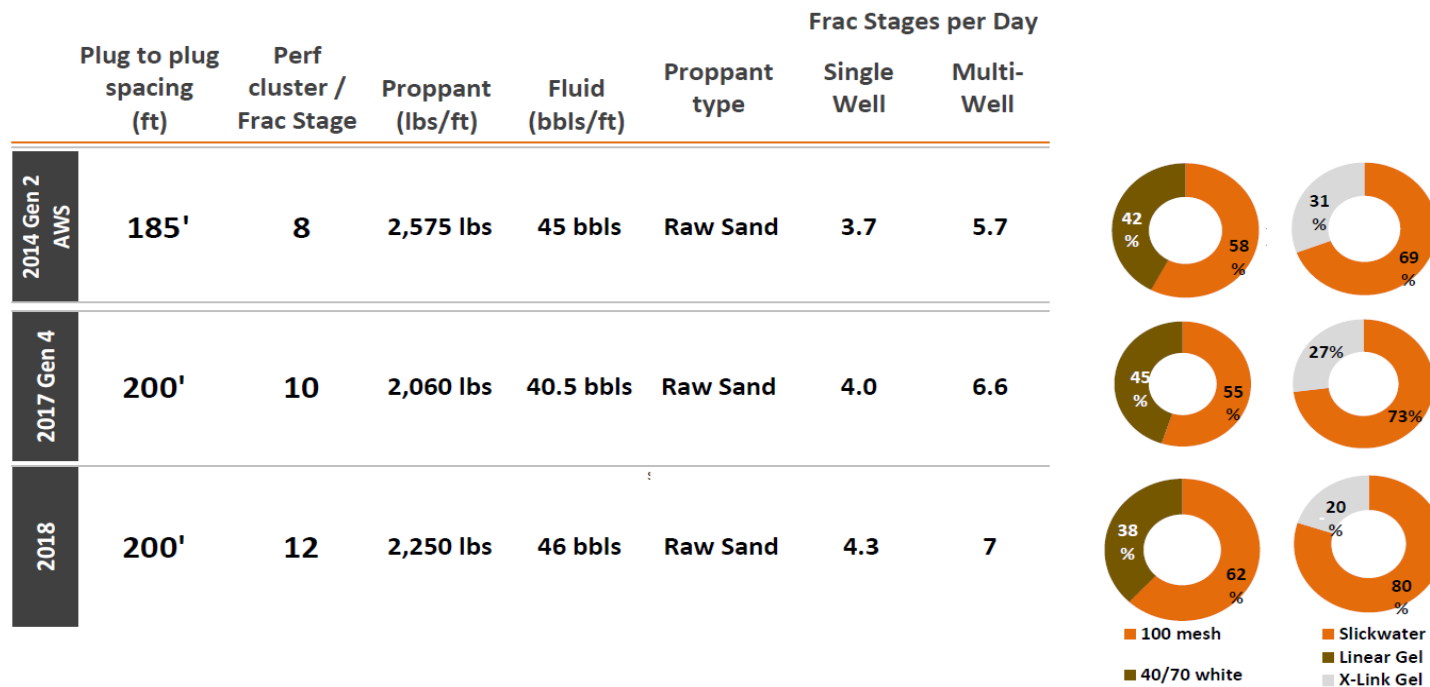 Frac Stages per Day
Plug to plug
spacing
(ft)
Perf
cluster /
Frac Stage
Proppant
(lbs/ft)
Fluid
(bbls/ft)
Proppant
type
Single
Well
Multi-
Well
2014 Gen 2
AWS
185'
8
2,575 lbs
45 bbls
Raw Sand
3.7
5.7
42
%
58
%
31
%
69
%
2017 Gen 4
200'
10
2,060 lbs
40.5 bbls
Raw Sand
4.0
6.6
45
%
55
%
27%
73%
2018
200'
12
2,250 lbs
46 bbls
Raw Sand
4.3
7
38
%
62
%
20
%
80
%
100 mesh
40/70 white
Slickwater
Linear Gel
X-Link Gel